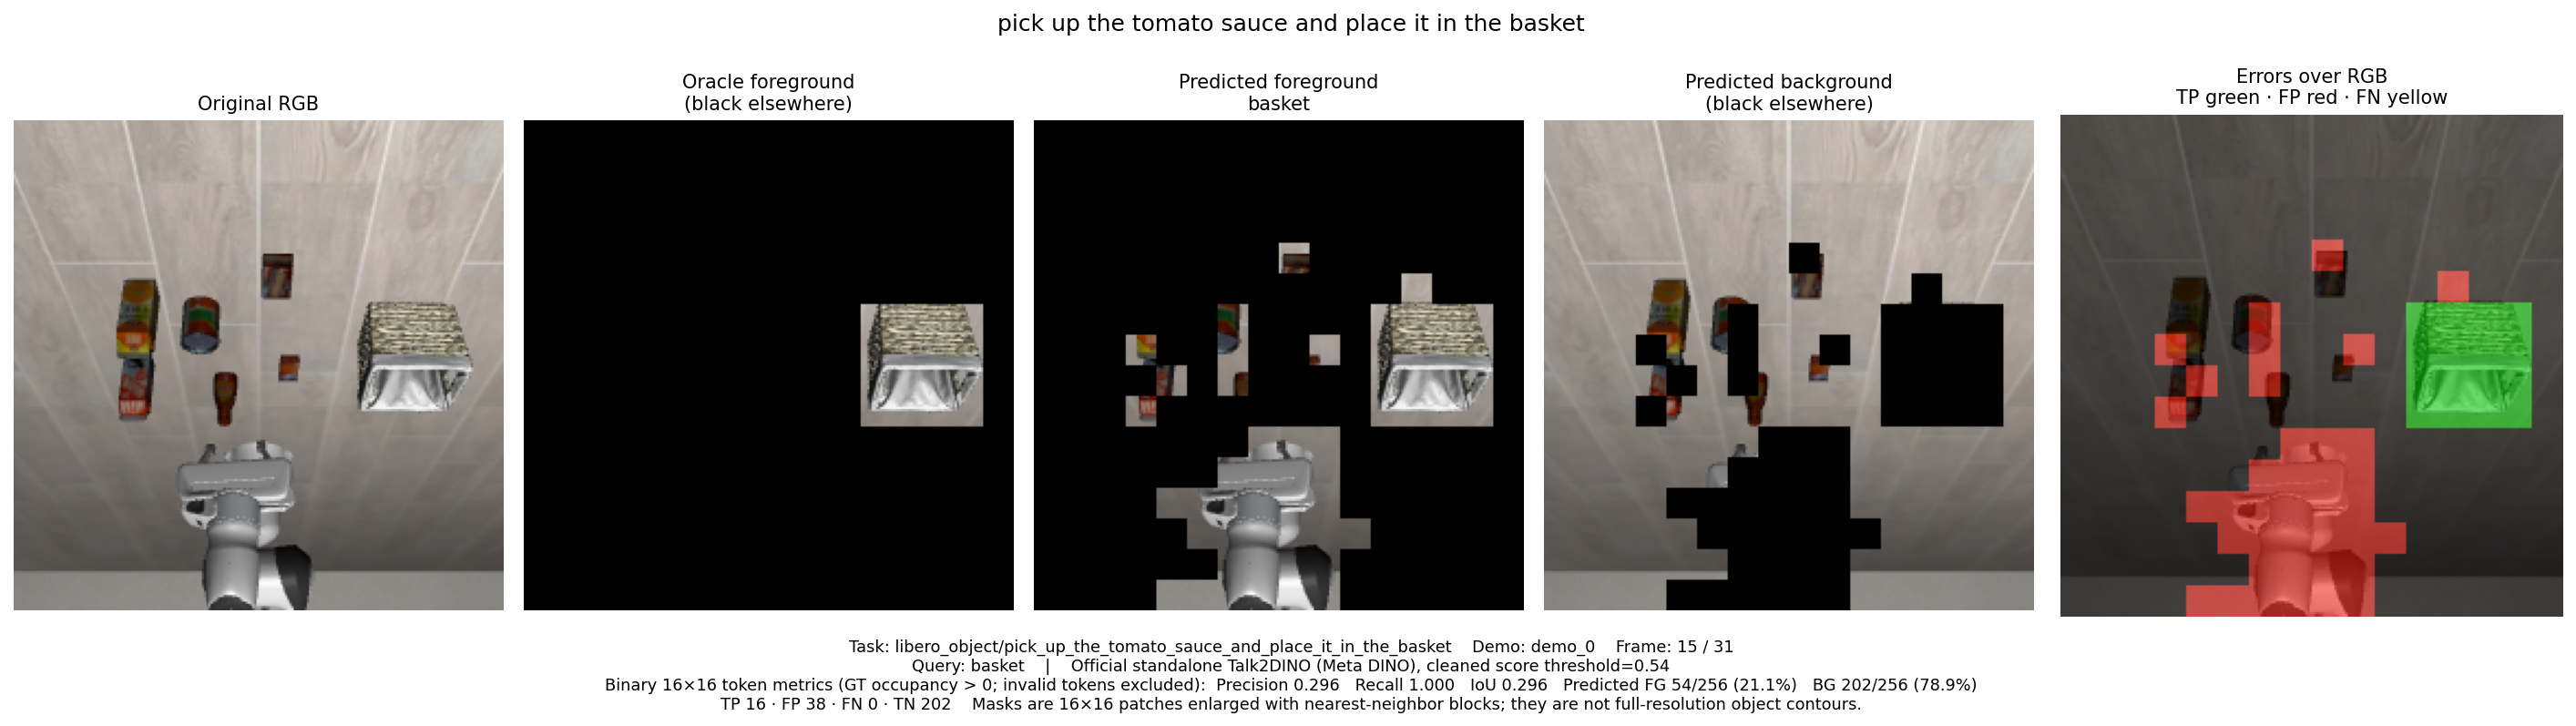 pick up the tomato sauce and place it in the basket
Original RGB
Oracle foreground
(black elsewhere)
Predicted foreground
basket
Predicted background
(black elsewhere)
Errors over RGB
TP green · FP red · FN yellow
Task: libero_object/pick_up_the_tomato_sauce_and_place_it_in_the_basket    Demo: demo_0    Frame: 15 / 31
Query: basket    |    Official standalone Talk2DINO (Meta DINO), cleaned score threshold=0.54
Binary 16×16 token metrics (GT occupancy > 0; invalid tokens excluded):  Precision 0.296   Recall 1.000   IoU 0.296   Predicted FG 54/256 (21.1%)   BG 202/256 (78.9%)
TP 16 · FP 38 · FN 0 · TN 202    Masks are 16×16 patches enlarged with nearest-neighbor blocks; they are not full-resolution object contours.